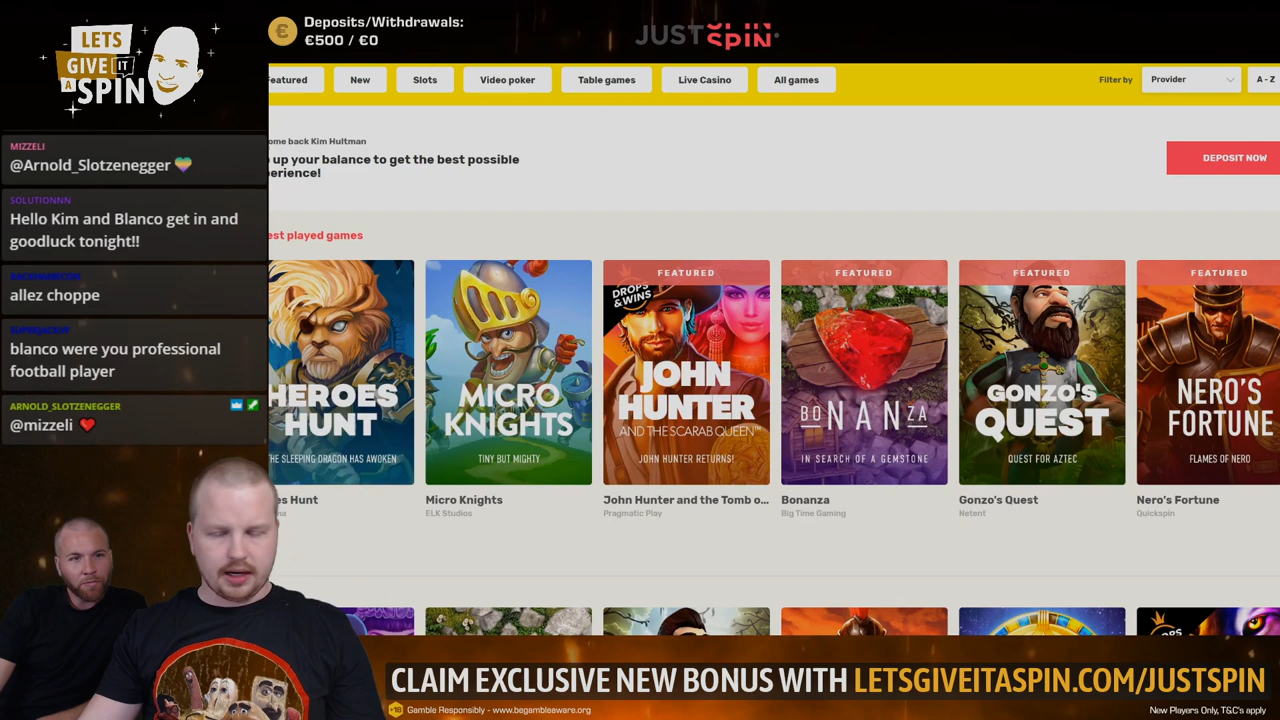 LETS
GIVE IT
A SPIN
Deposits/Withdrawals:
€500 / €0
JUST SPIN
Featured
New
Slots
Video poker
Table games
Live Casino
All games
Filter by
Provider
A - Z
ome back Kim Hultman
up your balance to get the best possible
perience!
DEPOSIT NOW
est played games
MIZZELI
@Arnold_Slotzenegger
SOLUTIONNN
Hello Kim and Blanco get in and
goodluck tonight!!
allez choppe
blanco were you professional
football player
ARNOLD_SLOTZENEGGER
@mizzeli
HEROES
HUNT
THE SLEEPING DRAGON HAS AWOKEN
es Hunt
MICRO
KNIGHTS
TINY BUT MIGHTY
Micro Knights
ELK Studios
FEATURED
DROPS
& WINS
JOHN
HUNTER
AND THE SCARAB QUEEN™
JOHN HUNTER RETURNS!
John Hunter and the Tomb o...
Pragmatic Play
FEATURED
BONANZA
IN SEARCH OF A GEMSTONE
Bonanza
Big Time Gaming
FEATURED
GONZO'S
QUEST
QUEST FOR AZTEC
Gonzo's Quest
Netent
FEATURED
NERO'S
FORTUNE
FLAMES OF NERO
Nero's Fortune
Quickspin
CLAIM EXCLUSIVE NEW BONUS WITH LETSGIVEITASPIN.COM/JUSTSPIN
+18 Gamble Responsibly - www.begambleaware.org
New Players Only, T&C's apply